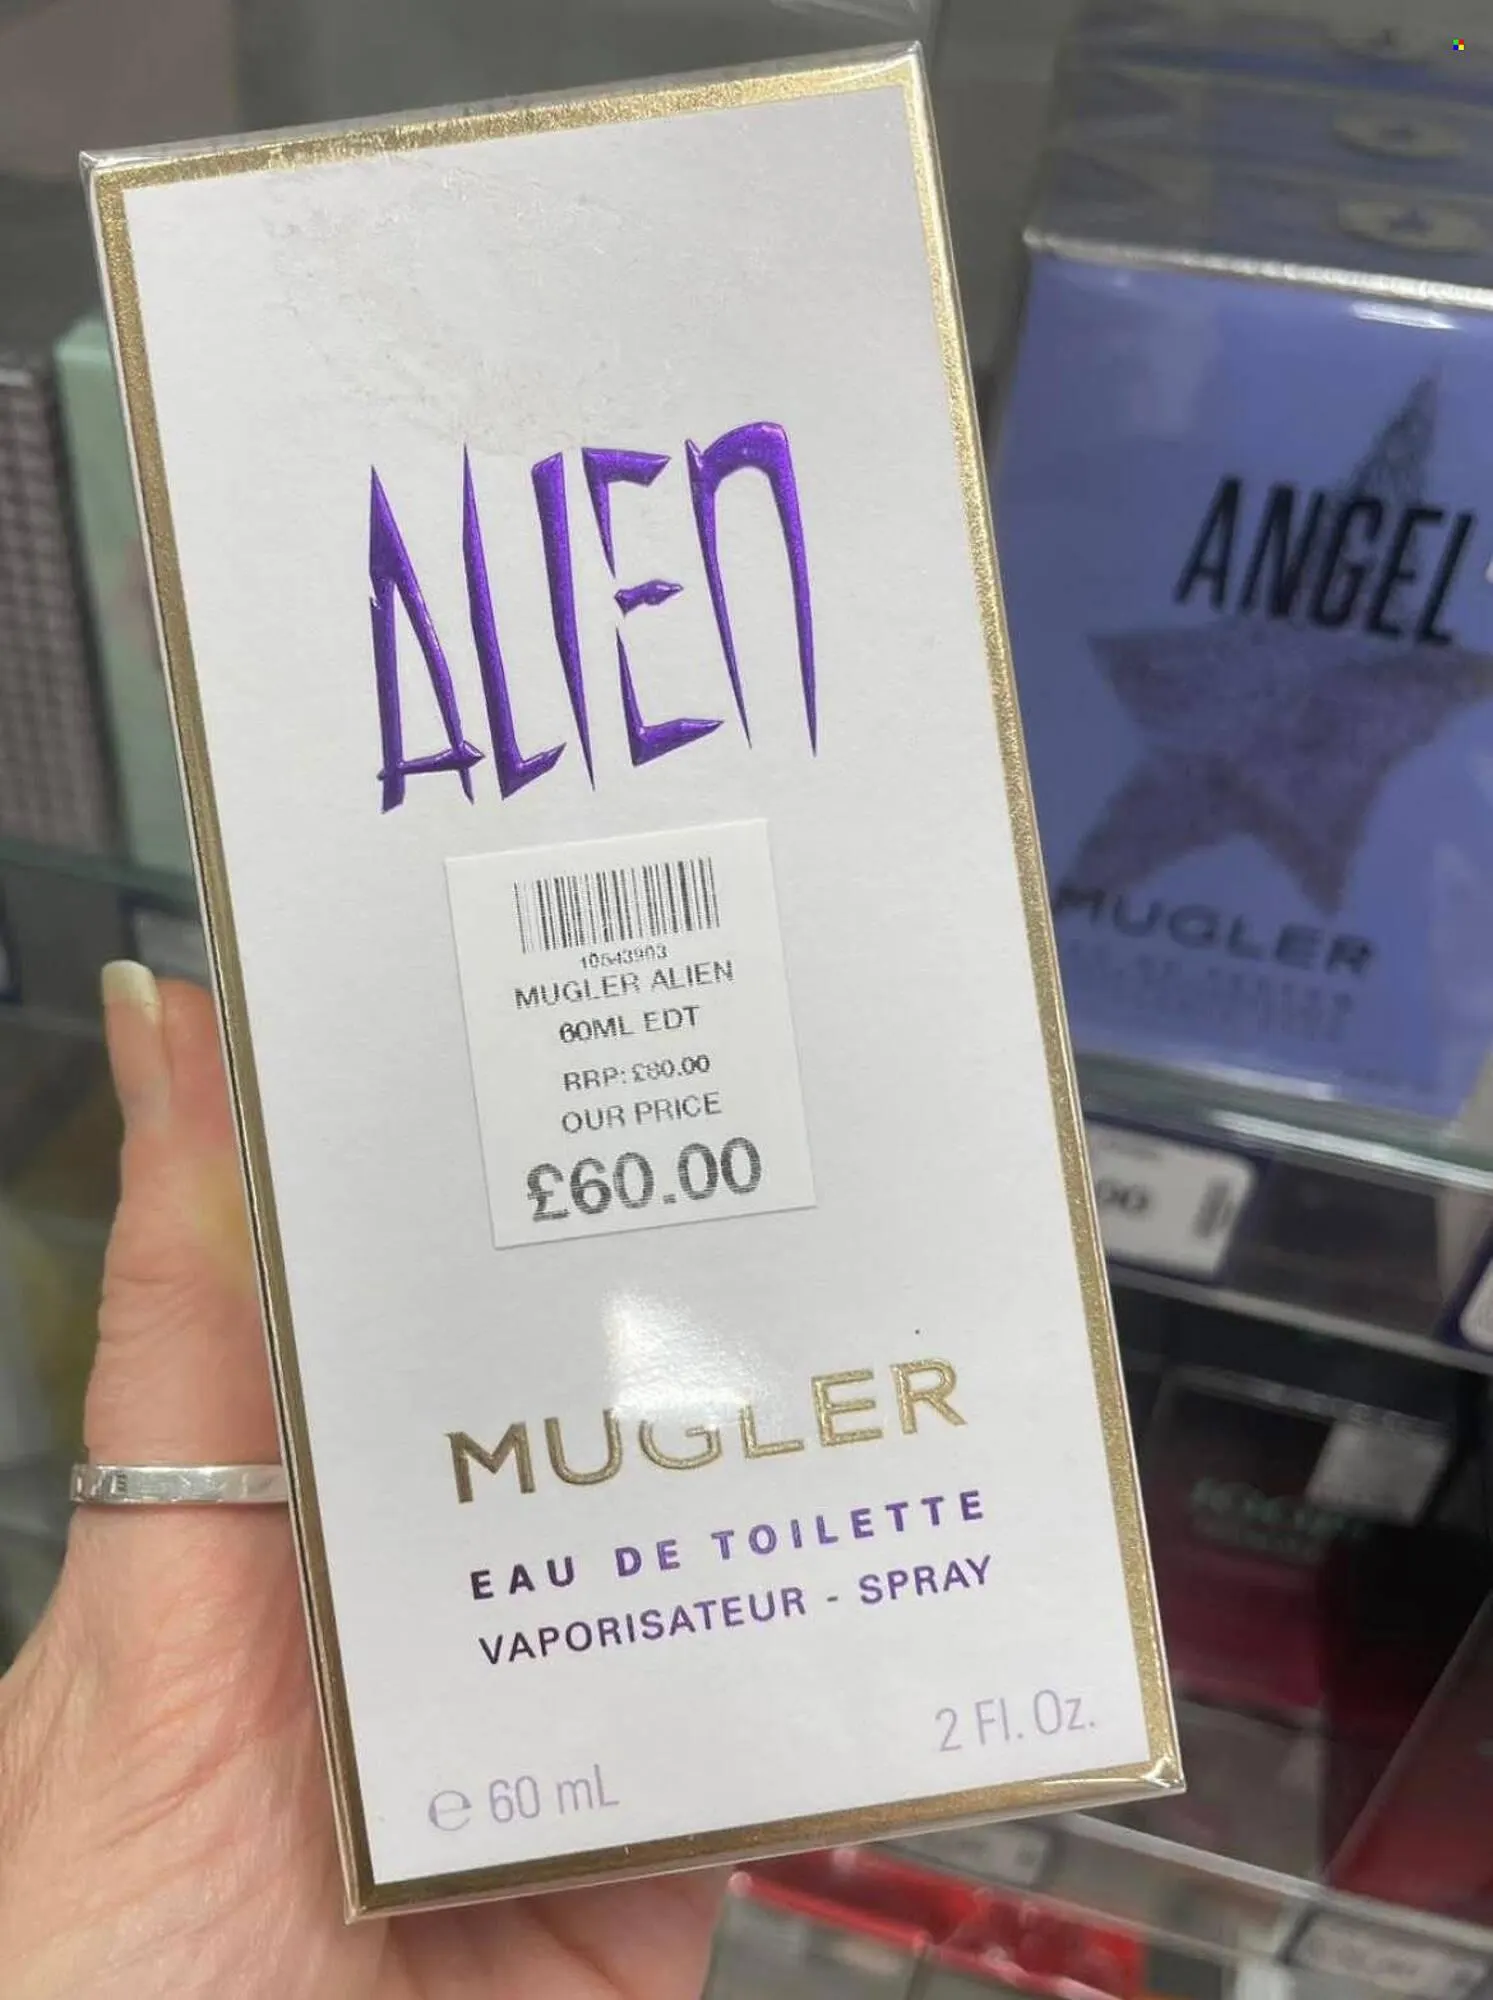 ALIEN
10543903
MUGLER ALIEN
60ML EDT
RRP: £80.00
OUR PRICE
£60.00
MUGLER
EAU DE TOILETTE
VAPORISATEUR - SPRAY
2 Fl. Oz.
e 60 mL
ANGEL
MUGLER